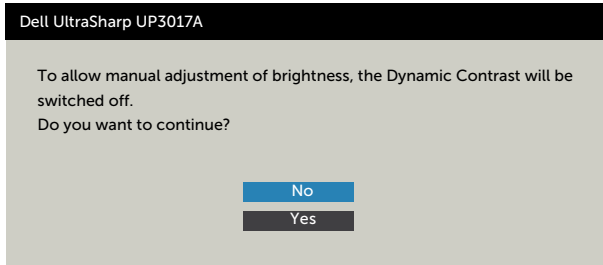 Dell UltraSharp UP3017A
To allow manual adjustment of brightness, the Dynamic Contrast will be
switched off.
Do you want to continue?
No
Yes